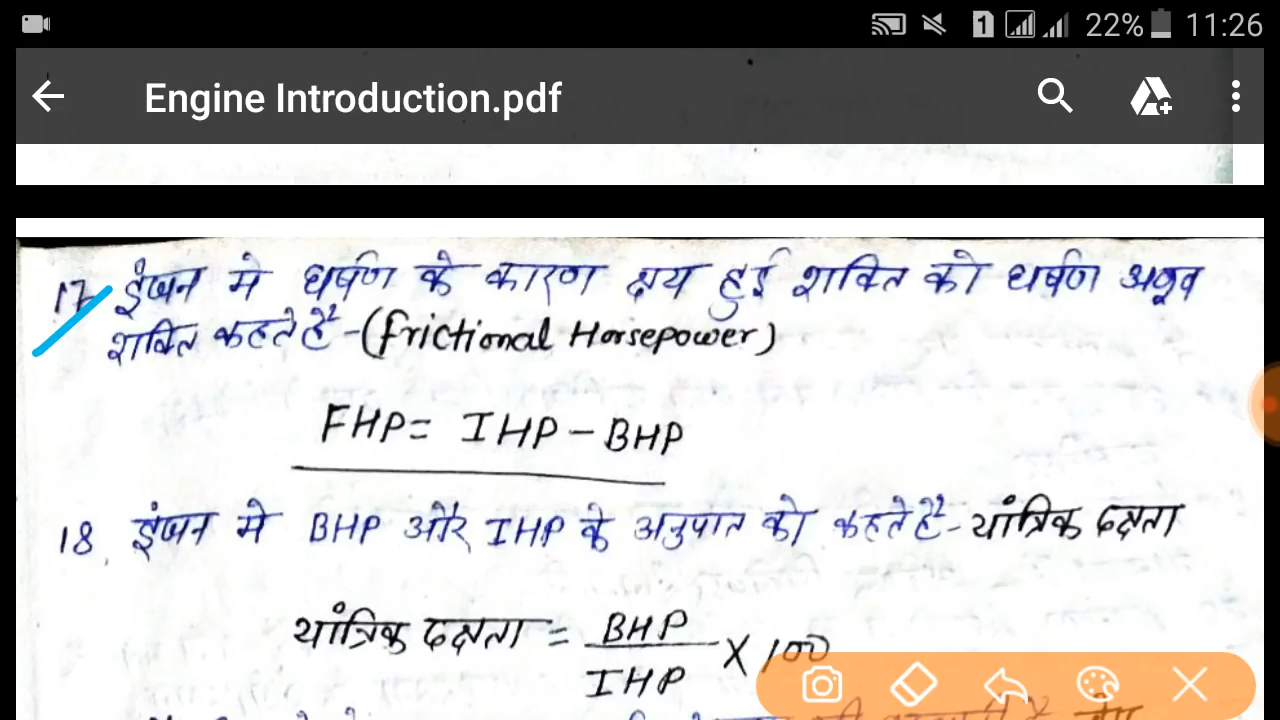 22% 11:26
Engine Introduction.pdf
17 इंजन मे घर्षण के कारण क्षय हुई शक्ति को घर्षण अश्व
शक्ति कहते हैं -(frictional Horsepower)
FHP= IHP - BHP
18. इंजन मे BHP और IHP के अनुपात को कहते हैं - यांत्रिक दक्षता
यांत्रिक दक्षता = BHP
IHP × 100